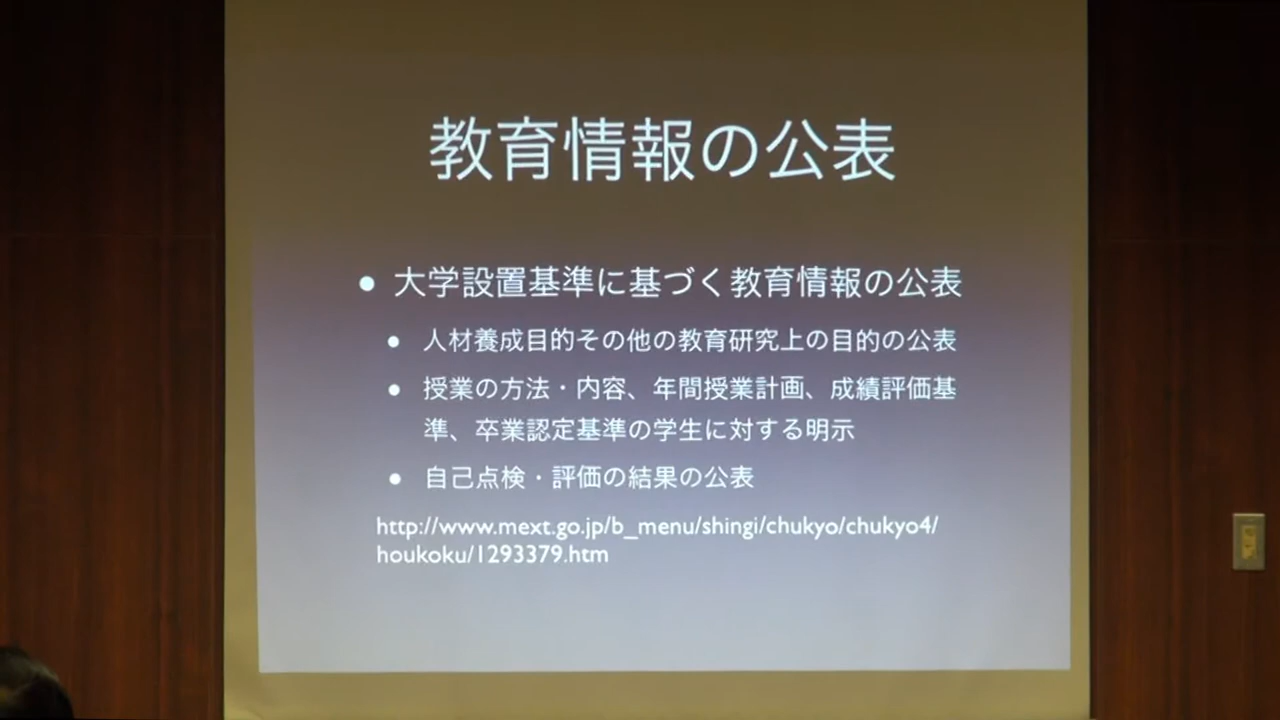 教育情報の公表
• 大学設置基準に基づく教育情報の公表
• 人材養成目的その他の教育研究上の目的の公表
• 授業の方法・内容、年間授業計画、成績評価基
準、卒業認定基準の学生に対する明示
• 自己点検・評価の結果の公表
http://www.mext.go.jp/b_menu/shingi/chukyo/chukyo4/
houkoku/1293379.htm